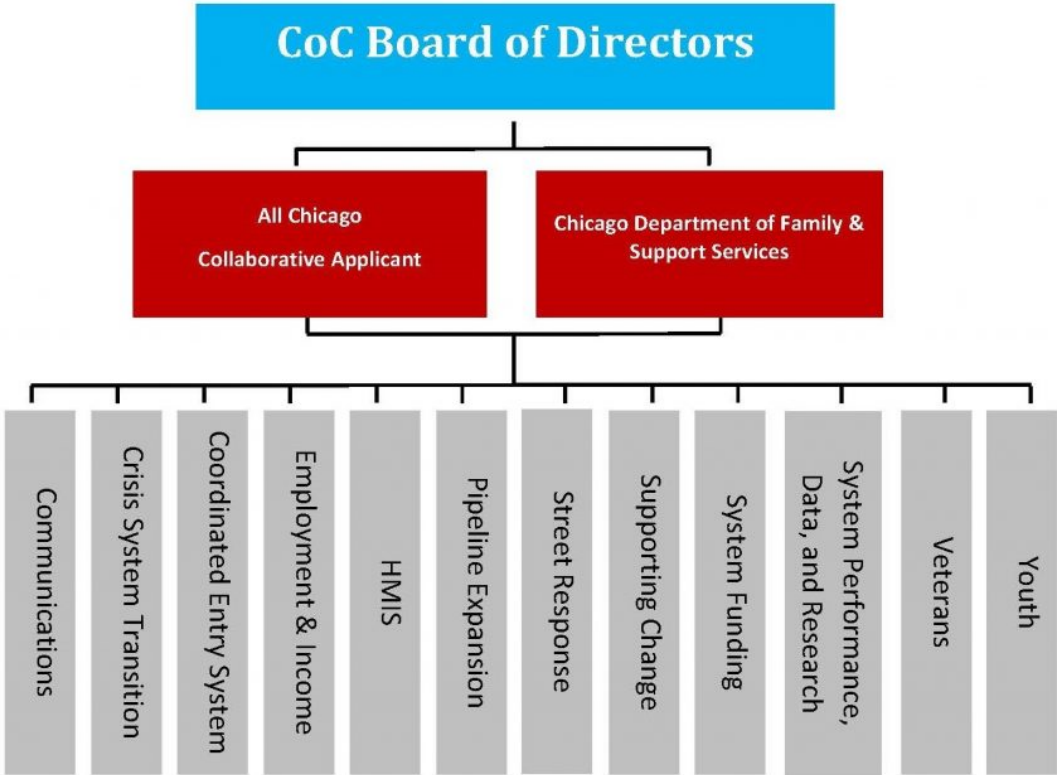 CoC Board of Directors
All Chicago
Collaborative Applicant
Chicago Department of Family &
Support Services
Communications
Crisis System Transition
Coordinated Entry System
Employment & Income
HMIS
Pipeline Expansion
Street Response
Supporting Change
System Funding
System Performance,
Data, and Research
Veterans
Youth